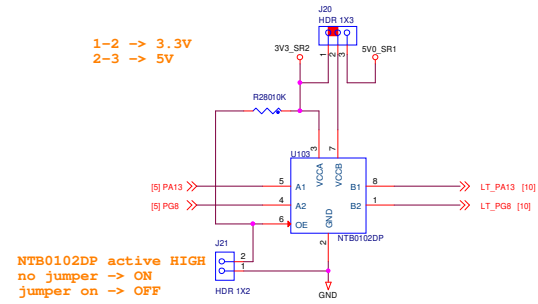 J20
HDR 1X3
1-2 -> 3.3V
2-3 -> 5V
3V3_SR2
5V0_SR1
1
2
3
R28010K
3
7
U103
VCCA
VCCB
[5] PA13
5
A1
B1
8
LT_PA13 [10]
[5] PG8
4
A2
B2
1
LT_PG8 [10]
6
OE
GND
2
NTB0102DP
J21
2
1
HDR 1X2
GND
NTB0102DP active HIGH
no jumper -> ON
jumper on -> OFF